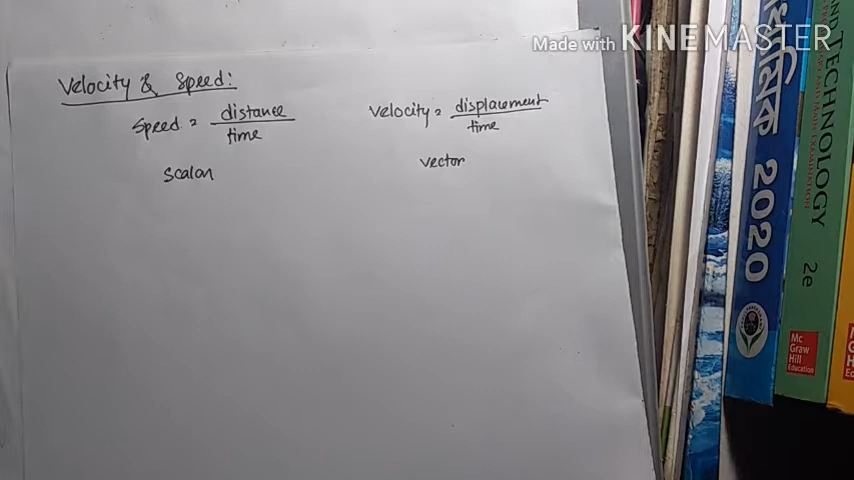 Made with KINEMASTER
Velocity & Speed:
Speed = distance
time
Velocity = displacement
time
Scalar
vector
2020
AND TECHNOLOGY
2e
Mc
Graw
Hill
Education